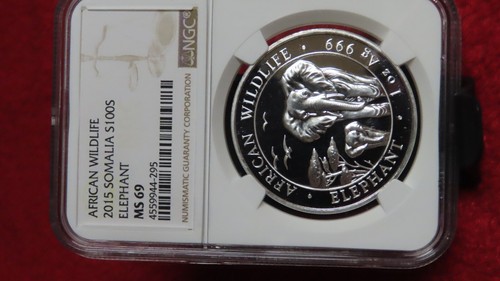 AFRICAN WILDLIFE
2015 SOMALIA S100S
ELEPHANT
MS 69
4559944-295
NGC
NUMISMATIC GUARANTY CORPORATION
AFRICAN WILDLIFE
1 OZ AG 999
ELEPHANT